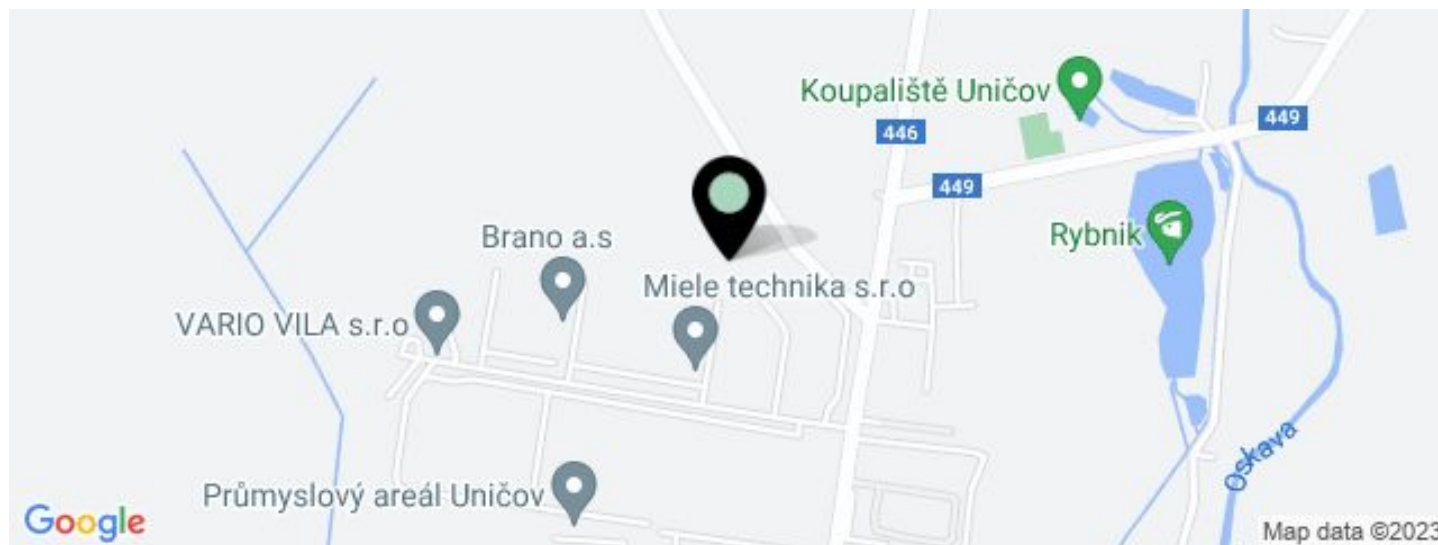 Koupaliště Uničov
449
446
449
Rybnik
Brano a.s
Miele technika s.r.o
VARIO VILA s.r.o
Oskava
Průmyslový areál Uničov
Google
Map data ©2023